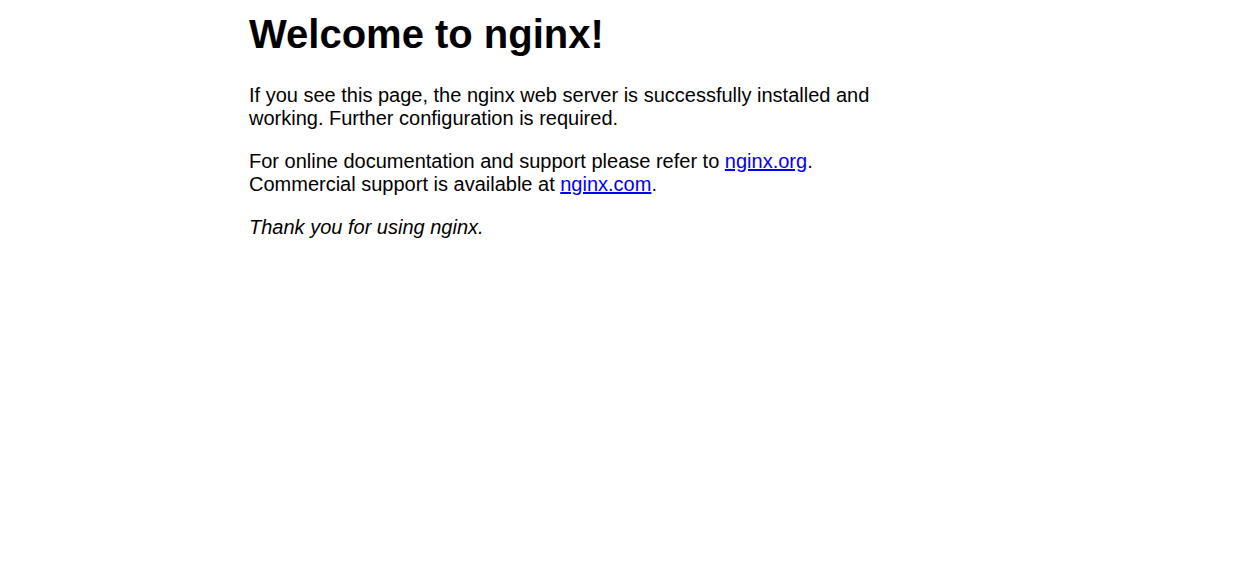 Welcome to nginx!
If you see this page, the nginx web server is successfully installed and
working. Further configuration is required.
For online documentation and support please refer to nginx.org.
Commercial support is available at nginx.com.
Thank you for using nginx.